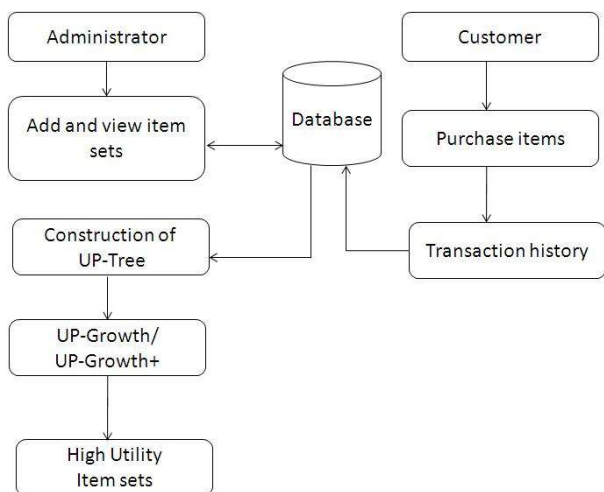 Administrator
Customer
Add and view item
sets
Database
Purchase items
Construction of
UP-Tree
Transaction history
UP-Growth/
UP-Growth+
High Utility
Item sets